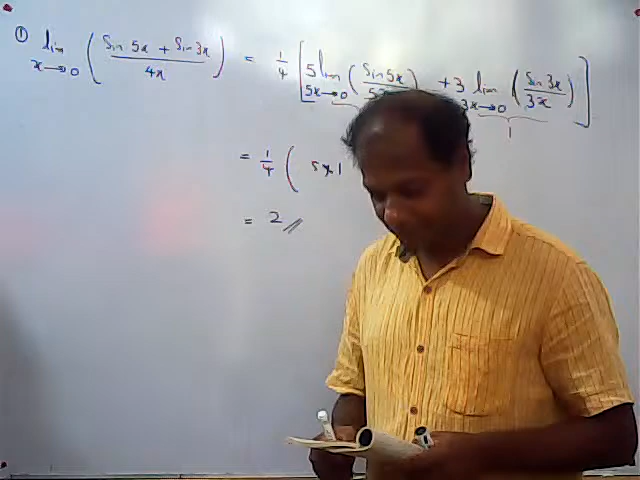 ① lim x→0 ( (Sin 5x + Sin 3x) / 4x ) = 1/4 [ 5 lim 5x→0 ( Sin 5x / 5x ) + 3 lim 3x→0 ( Sin 3x / 3x ) ]
1
= 1/4 ( 5×1
= 2 //